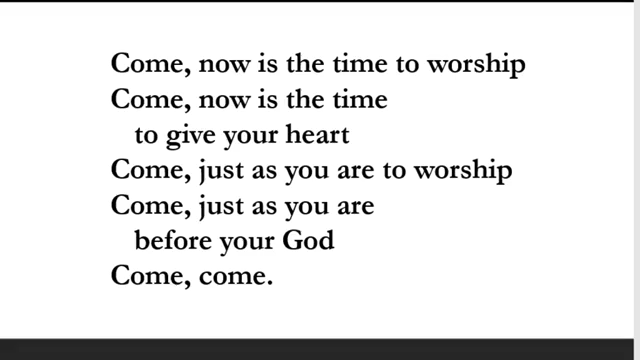 Come, now is the time to worship
Come, now is the time
to give your heart
Come, just as you are to worship
Come, just as you are
before your God
Come, come.